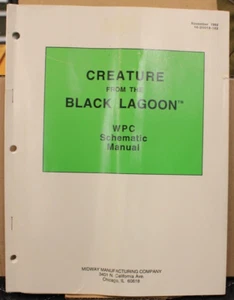 CREATURE
FROM THE
BLACK LAGOON™
WPC
Schematic
Manual
MIDWAY MANUFACTURING COMPANY
3401 N. California Ave.
Chicago, IL 60618